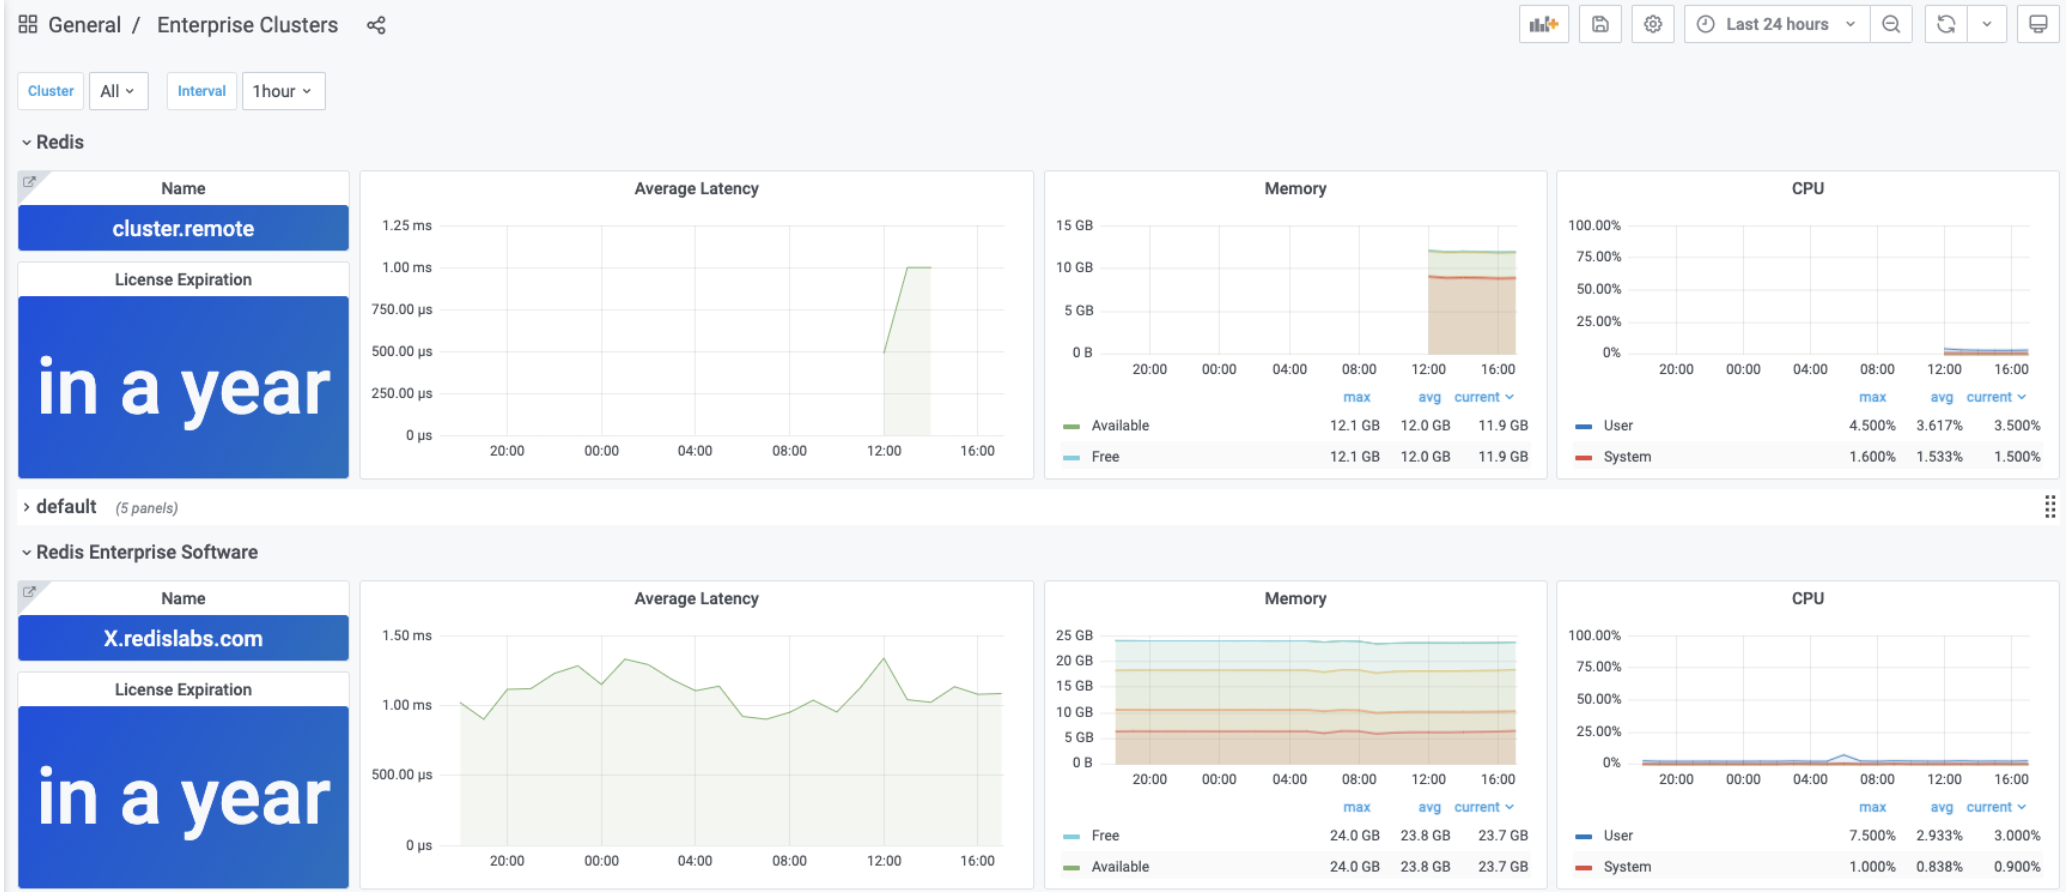 General / Enterprise Clusters
Last 24 hours
Cluster All Interval 1hour
Redis
Name
cluster.remote
License Expiration
in a year
Average Latency
1.25 ms
1.00 ms
750.00 µs
500.00 µs
250.00 µs
0 µs
20:00 00:00 04:00 08:00 12:00 16:00
Memory
15 GB
10 GB
5 GB
0 B
20:00 00:00 04:00 08:00 12:00 16:00
max avg current
Available 12.1 GB 12.0 GB 11.9 GB
Free 12.1 GB 12.0 GB 11.9 GB
CPU
100.00%
75.00%
50.00%
25.00%
0%
20:00 00:00 04:00 08:00 12:00 16:00
max avg current
User 4.500% 3.617% 3.500%
System 1.600% 1.533% 1.500%
default (5 panels)
Redis Enterprise Software
Name
X.redislabs.com
License Expiration
in a year
Average Latency
1.50 ms
1.00 ms
500.00 µs
0 µs
20:00 00:00 04:00 08:00 12:00 16:00
Memory
25 GB
20 GB
15 GB
10 GB
5 GB
0 B
20:00 00:00 04:00 08:00 12:00 16:00
max avg current
Free 24.0 GB 23.8 GB 23.7 GB
Available 24.0 GB 23.8 GB 23.7 GB
CPU
100.00%
75.00%
50.00%
25.00%
0%
20:00 00:00 04:00 08:00 12:00 16:00
max avg current
User 7.500% 2.933% 3.000%
System 1.000% 0.838% 0.900%